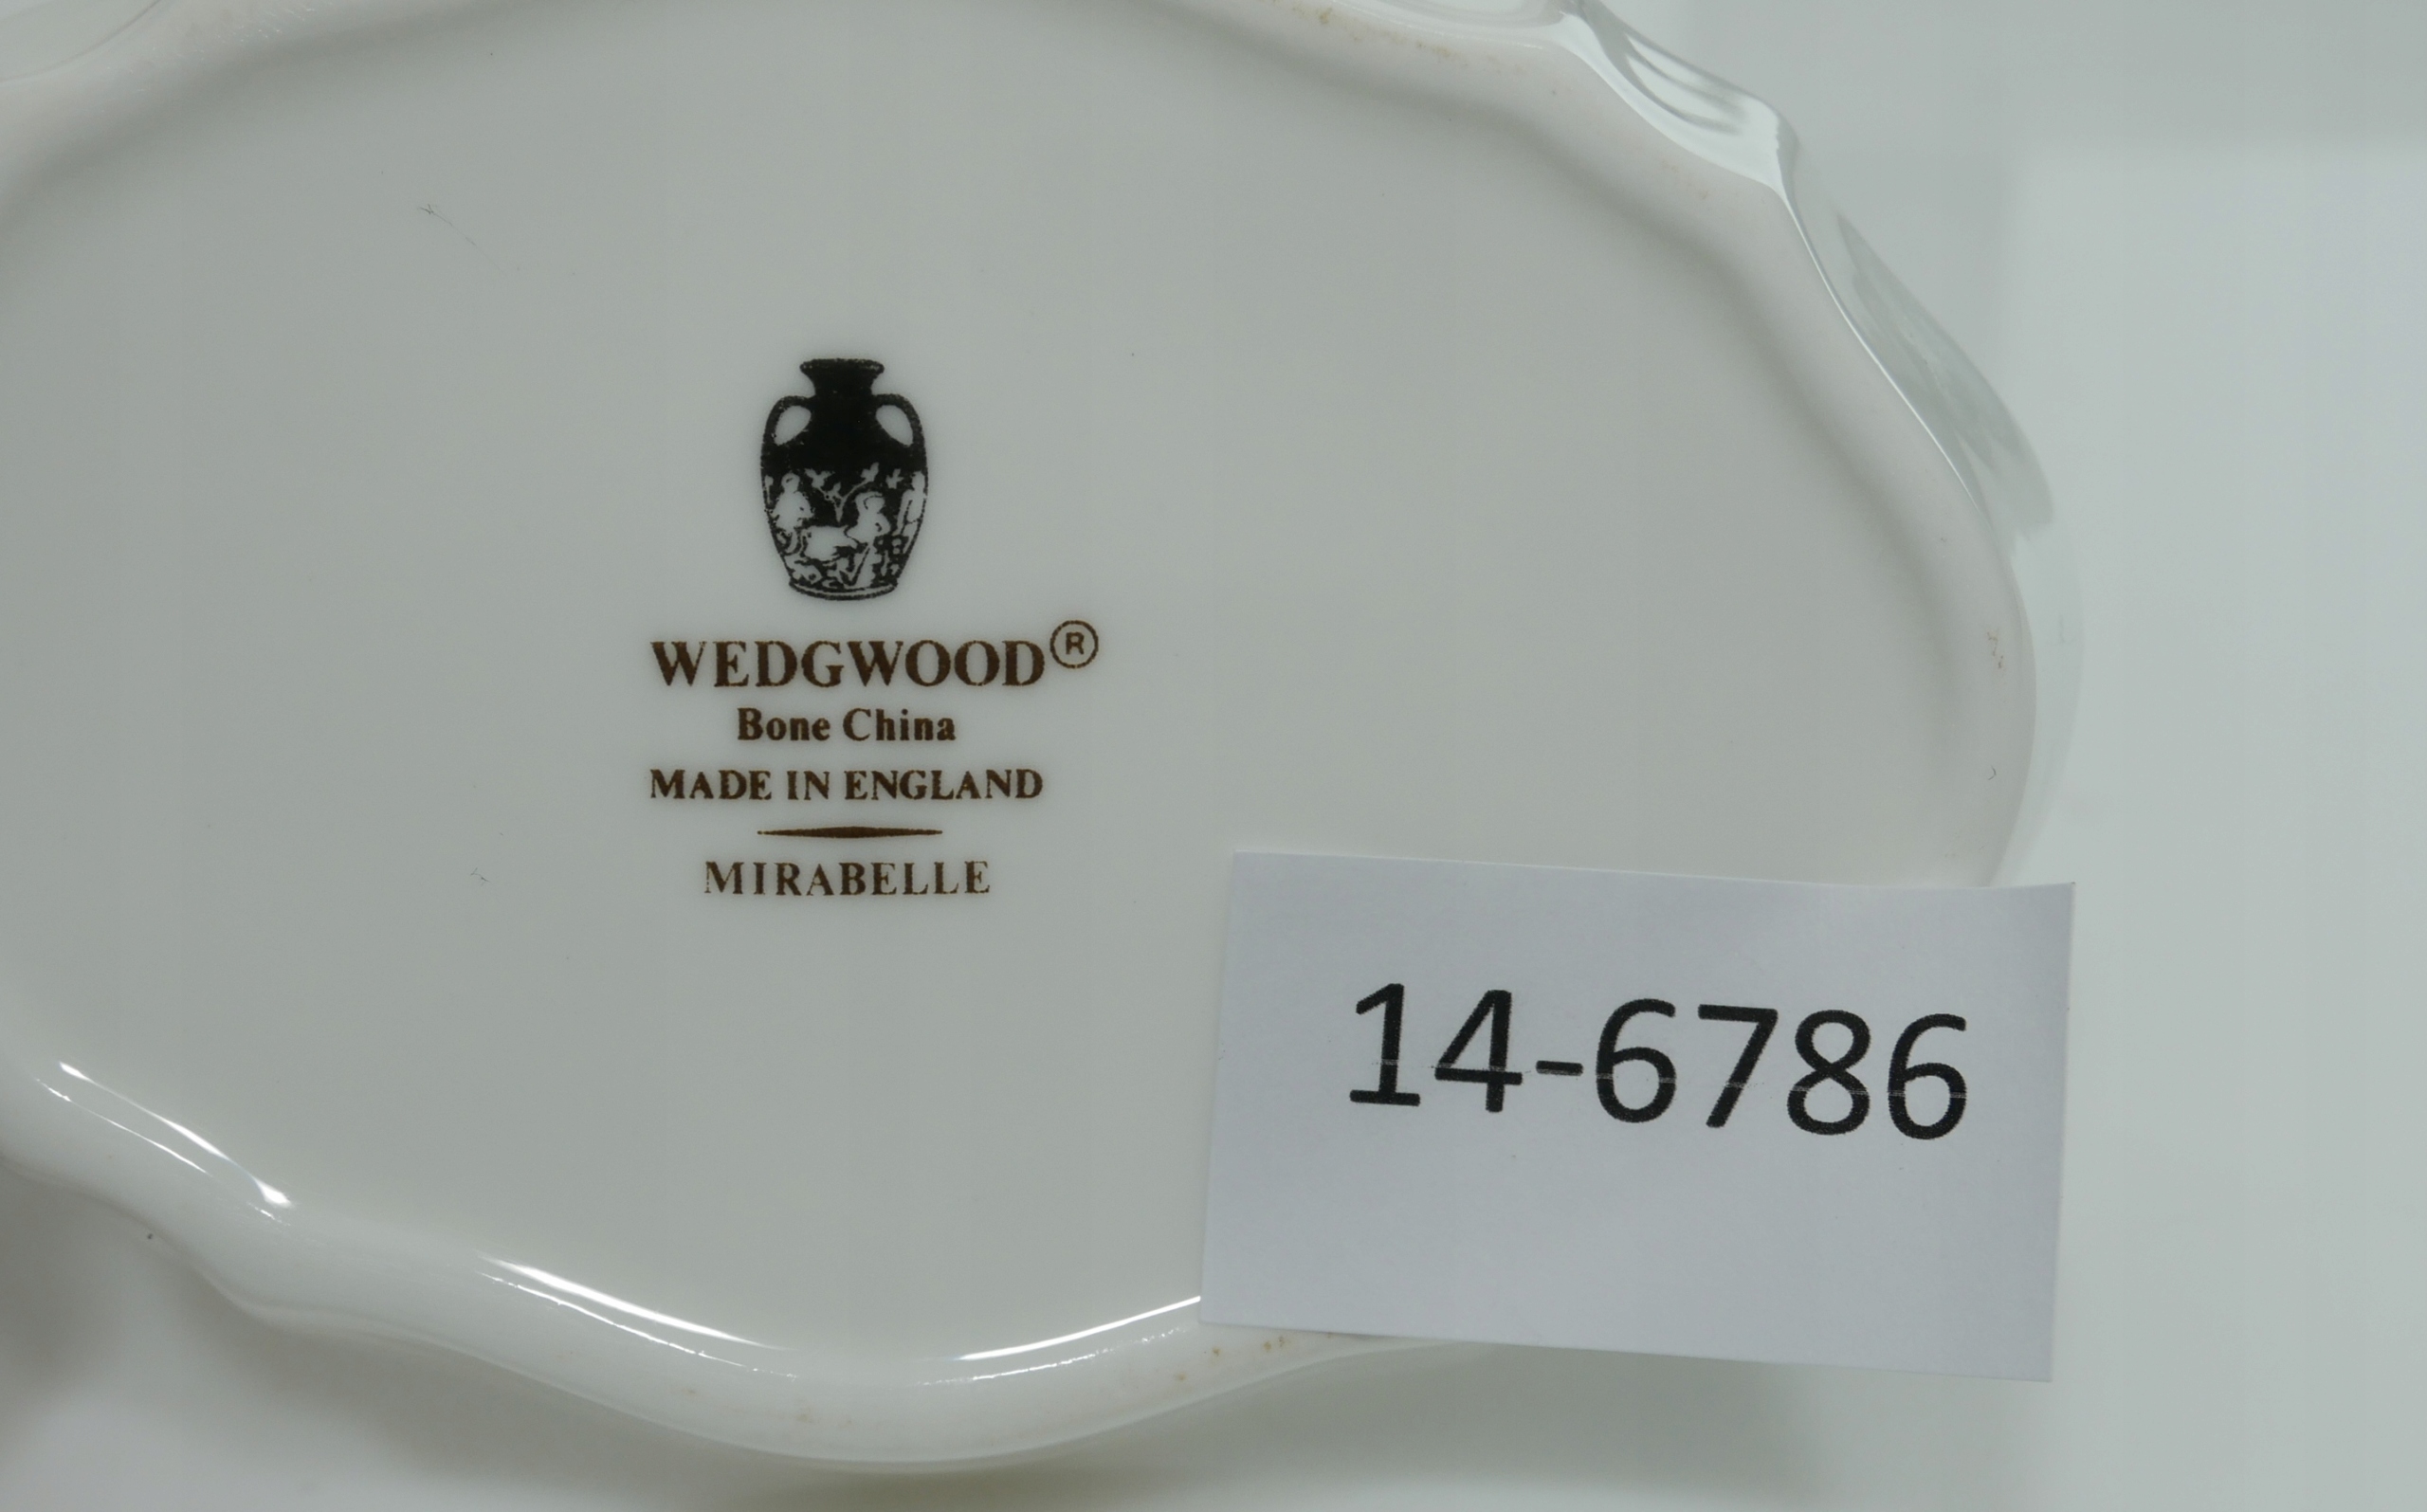 WEDGWOOD®
Bone China
MADE IN ENGLAND
MIRABELLE
14-6786